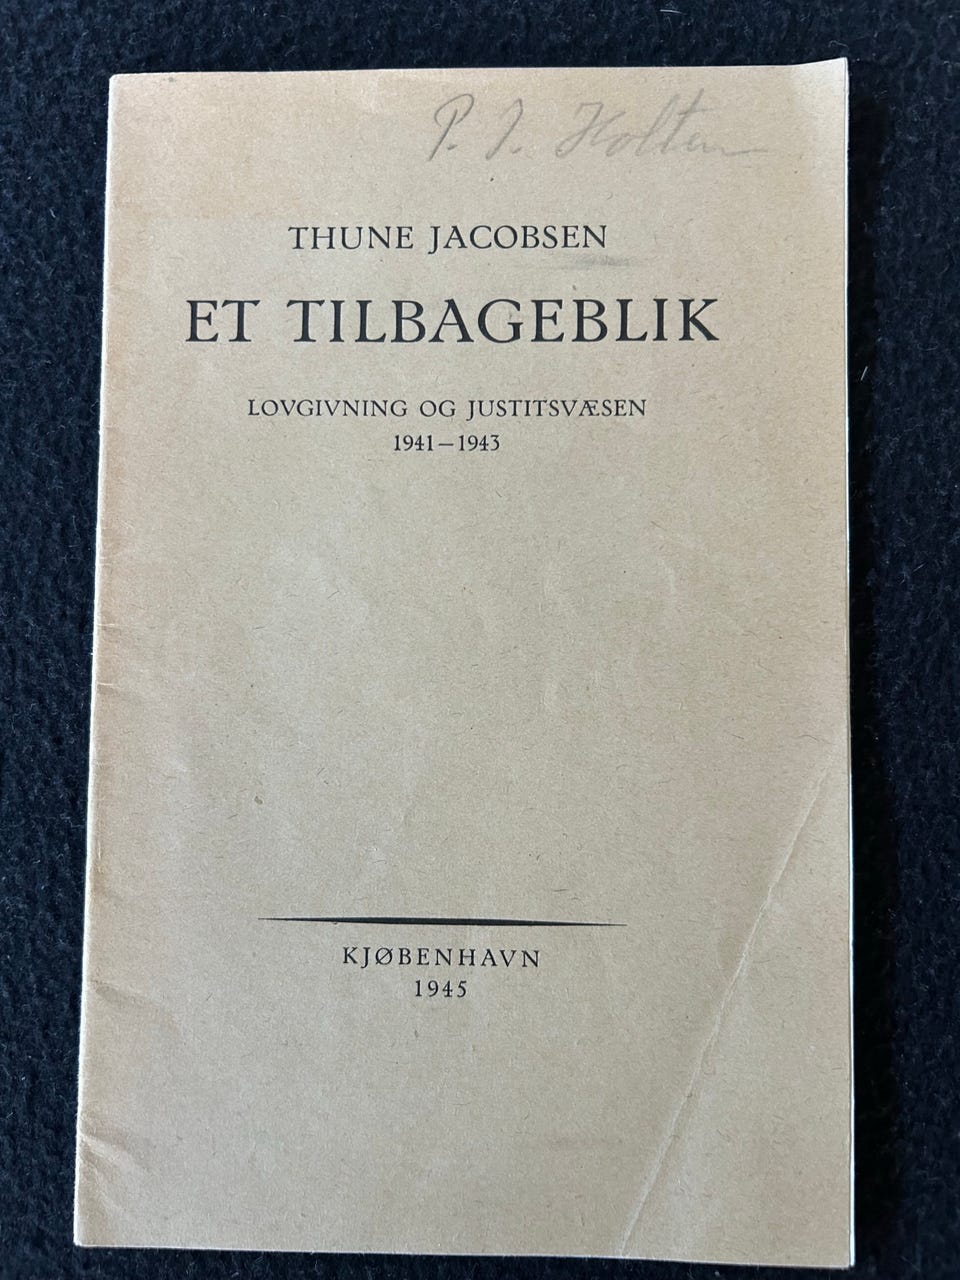 P. J. Holten
THUNE JACOBSEN
ET TILBAGEBLIK
LOVGIVNING OG JUSTITSVÆSEN
1941–1943
KJØBENHAVN
1945